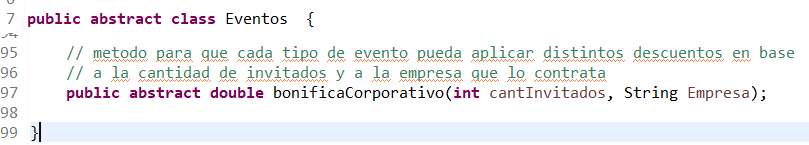 7 public abstract class Eventos {
95 // metodo para que cada tipo de evento pueda aplicar distintos descuentos en base
96 // a la cantidad de invitados y a la empresa que lo contrata
97 public abstract double bonificaCorporativo(int cantInvitados, String Empresa);
98
99 }